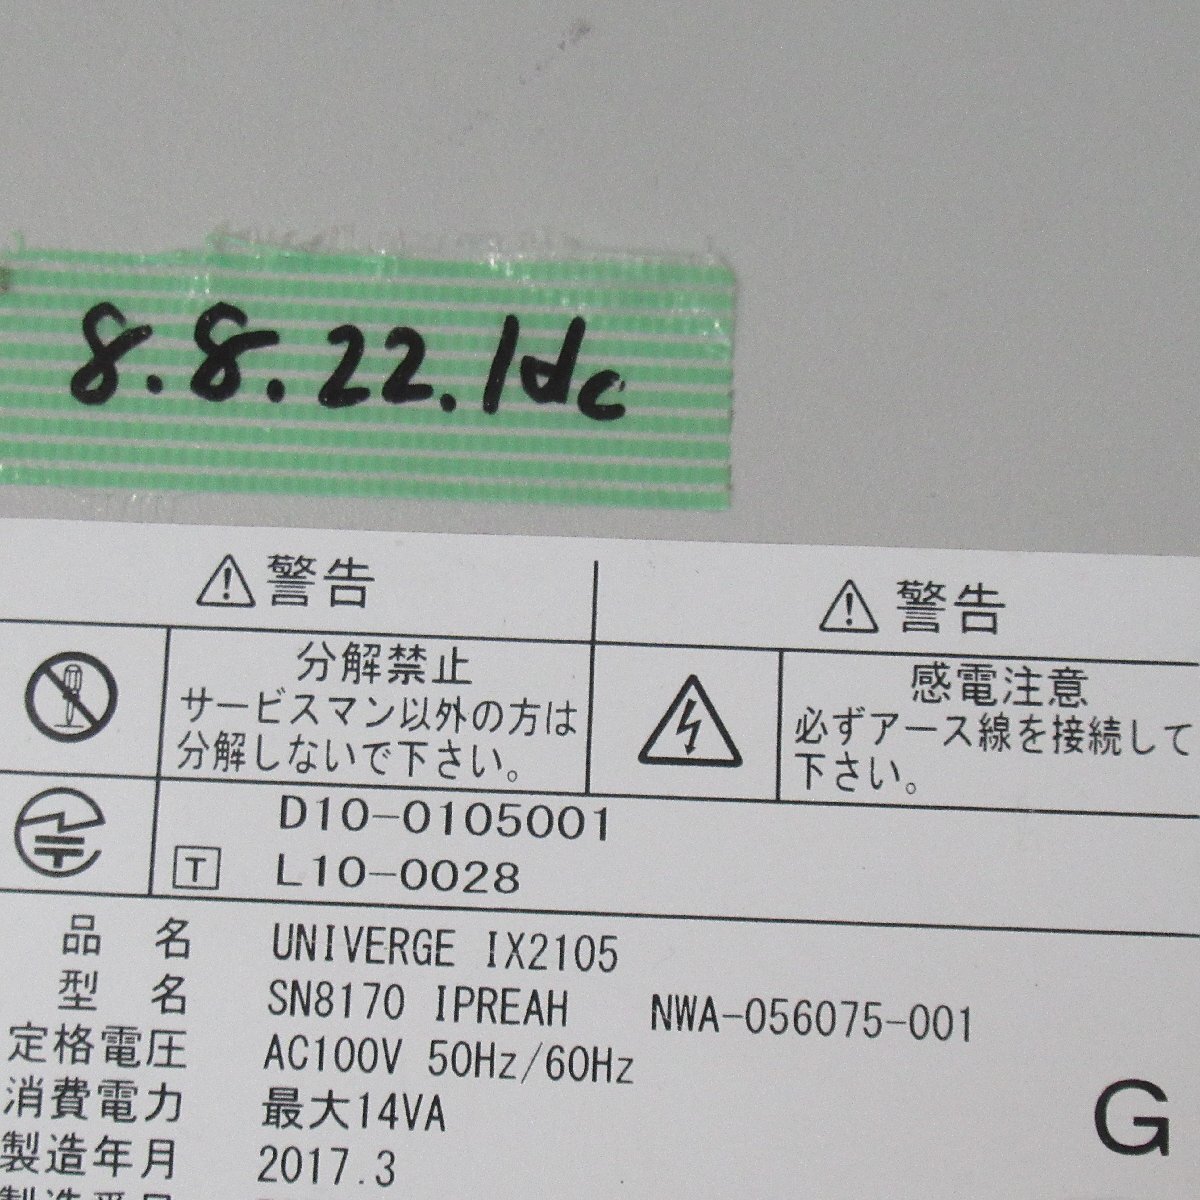 8.8.22.1dc
警告
警告
分解禁止
サービスマン以外の方は
分解しないで下さい。
感電注意
必ずアース線を接続して
下さい。
D10-0105001
T L10-0028
品 名 UNIVERGE IX2105
型 名 SN8170 IPREAH NWA-056075-001
定格電圧 AC100V 50Hz/60Hz
消費電力 最大14VA
製造年月 2017.3
G